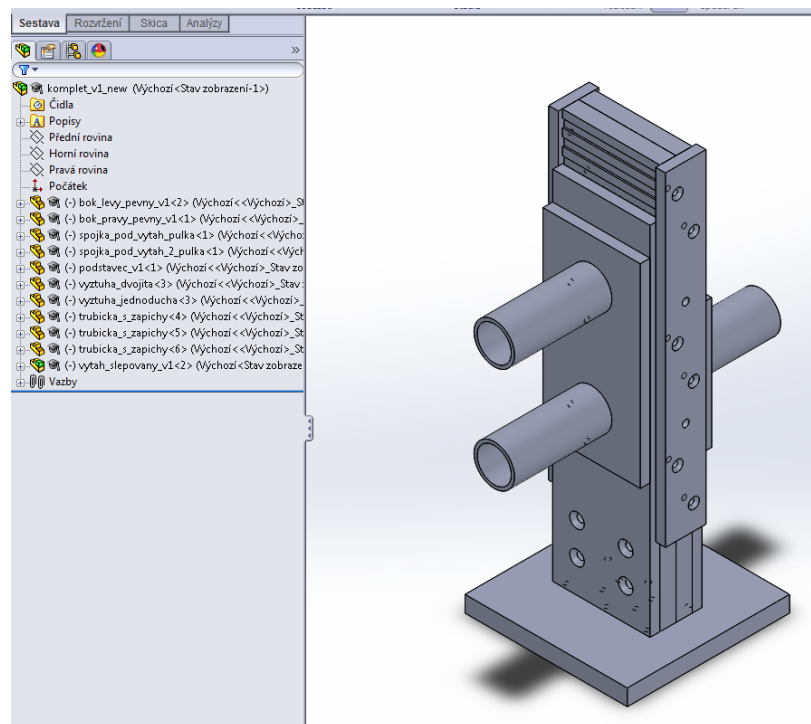 Sestava Rozvržení Skica Analýzy
»
komplet_v1_new (Výchozí<Stav zobrazení-1>)
Čidla
A Popisy
Přední rovina
Horní rovina
Pravá rovina
Počátek
(-) bok_levy_pevny_v1<2> (Výchozí<<Výchozí>_St
(-) bok_pravy_pevny_v1<1> (Výchozí<<Výchozí>_
(-) spojka_pod_vytah_pulka<1> (Výchozí<<Výcho:
(-) spojka_pod_vytah_2_pulka<1> (Výchozí<<Vých
(-) podstavec_v1<1> (Výchozí<<Výchozí>_Stav zo
(-) vyztuha_dvojita<3> (Výchozí<<Výchozí>_Stav :
(-) vyztuha_jednoducha<3> (Výchozí<<Výchozí>_
(-) trubicka_s_zapichy<4> (Výchozí<<Výchozí>_St
(-) trubicka_s_zapichy<5> (Výchozí<<Výchozí>_St
(-) trubicka_s_zapichy<6> (Výchozí<<Výchozí>_St
(-) vytah_slepovany_v1<2> (Výchozí<Stav zobraze
Vazby